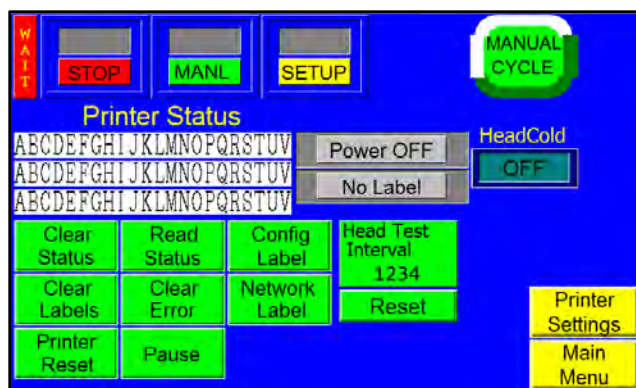 WAIT
STOP
MANL
SETUP
MANUAL
CYCLE
Printer Status
ABCDEFGHIJKLMNOPQRSTUV
ABCDEFGHIJKLMNOPQRSTUV
ABCDEFGHIJKLMNOPQRSTUV
Power OFF
No Label
HeadCold
OFF
Clear
Status
Read
Status
Config
Label
Head Test
Interval
1234
Clear
Labels
Clear
Error
Network
Label
Reset
Printer
Reset
Pause
Printer
Settings
Main
Menu